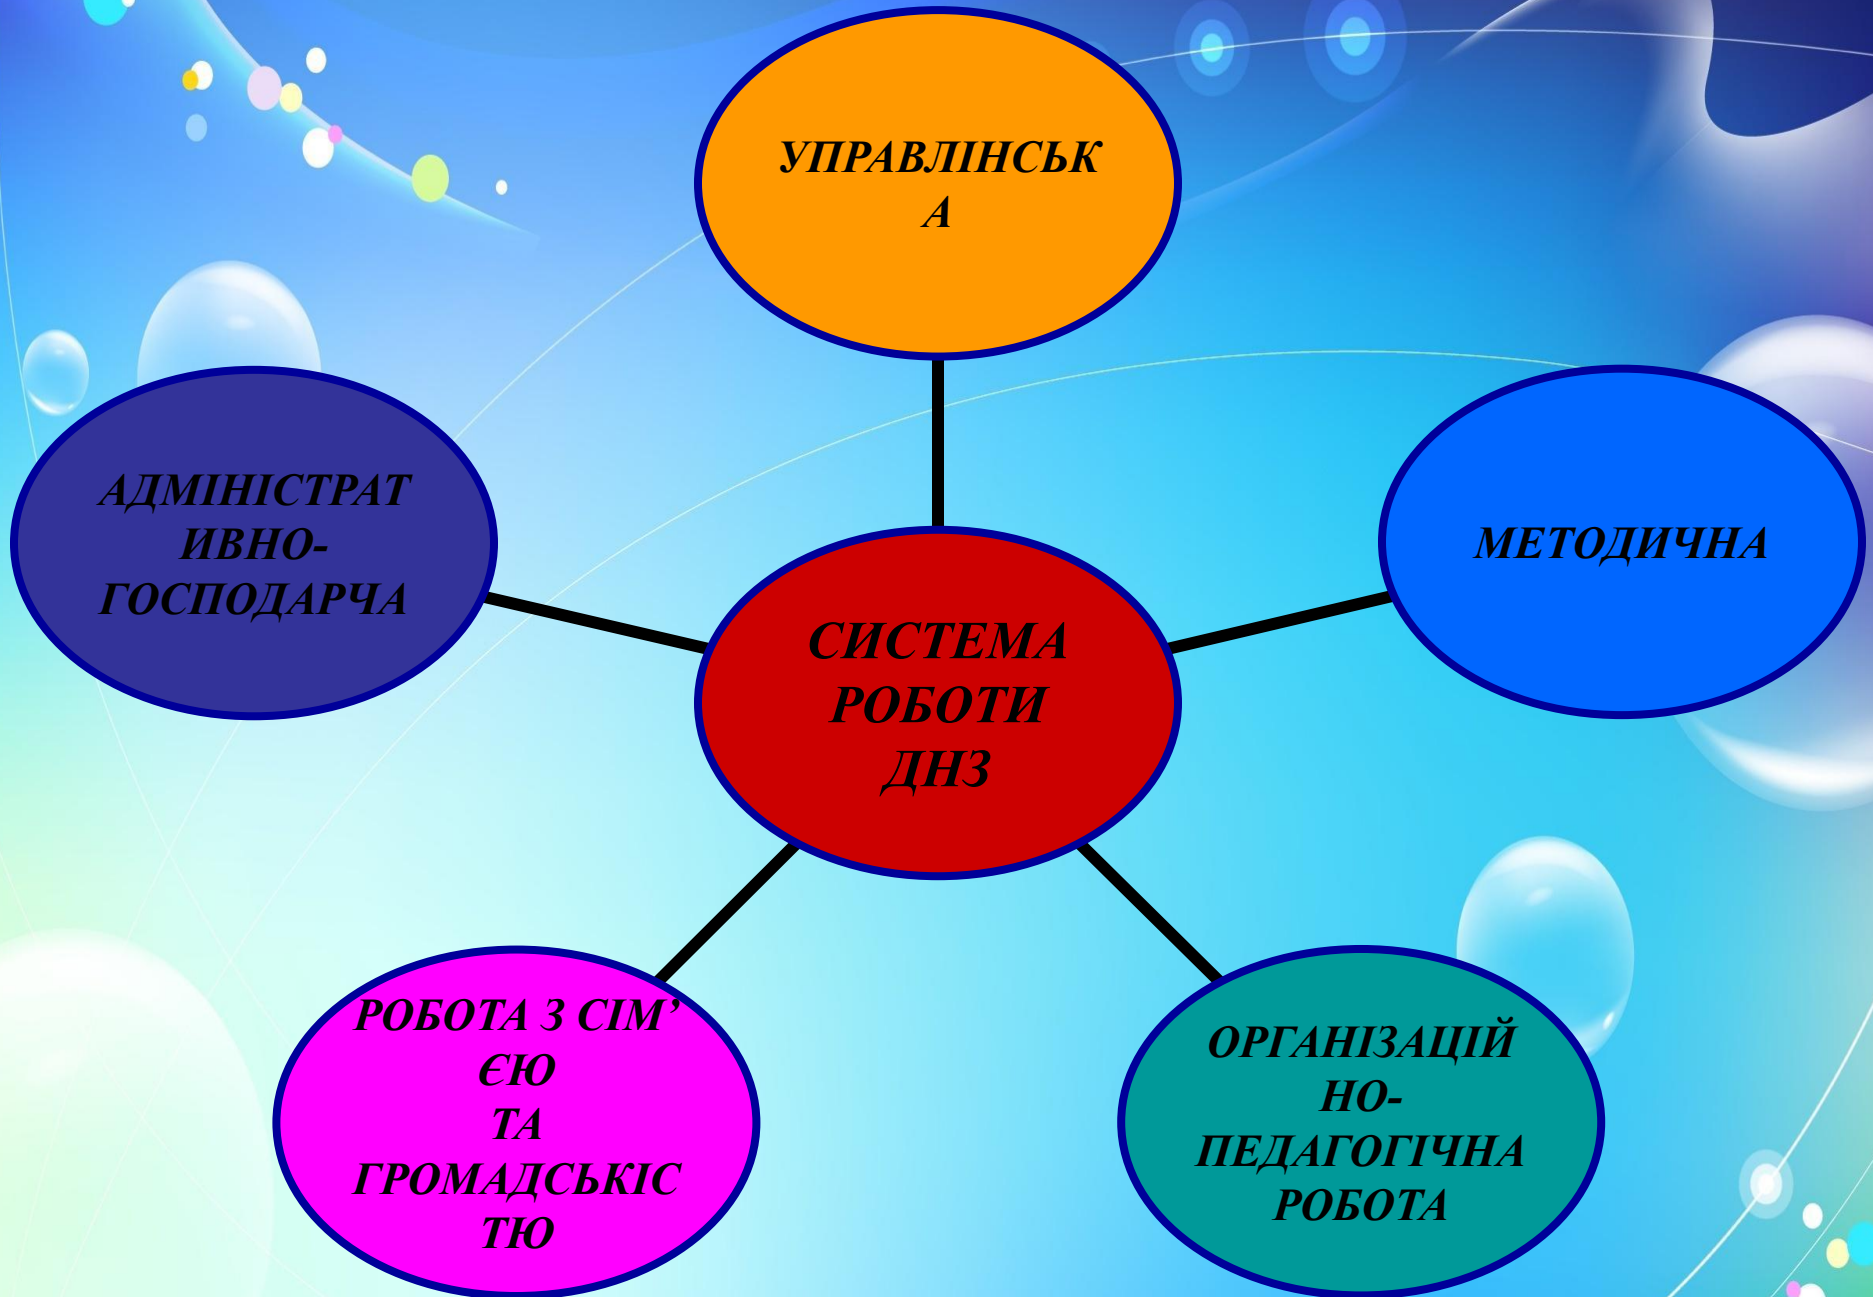 УПРАВЛІНСЬК
А
АДМІНІСТРАТ
ИВНО-
ГОСПОДАРЧА
МЕТОДИЧНА
СИСТЕМА
РОБОТИ
ДНЗ
РОБОТА З СІМ’
ЄЮ
ТА
ГРОМАДСЬКІС
ТЮ
ОРГАНІЗАЦІЙ
НО-
ПЕДАГОГІЧНА
РОБОТА